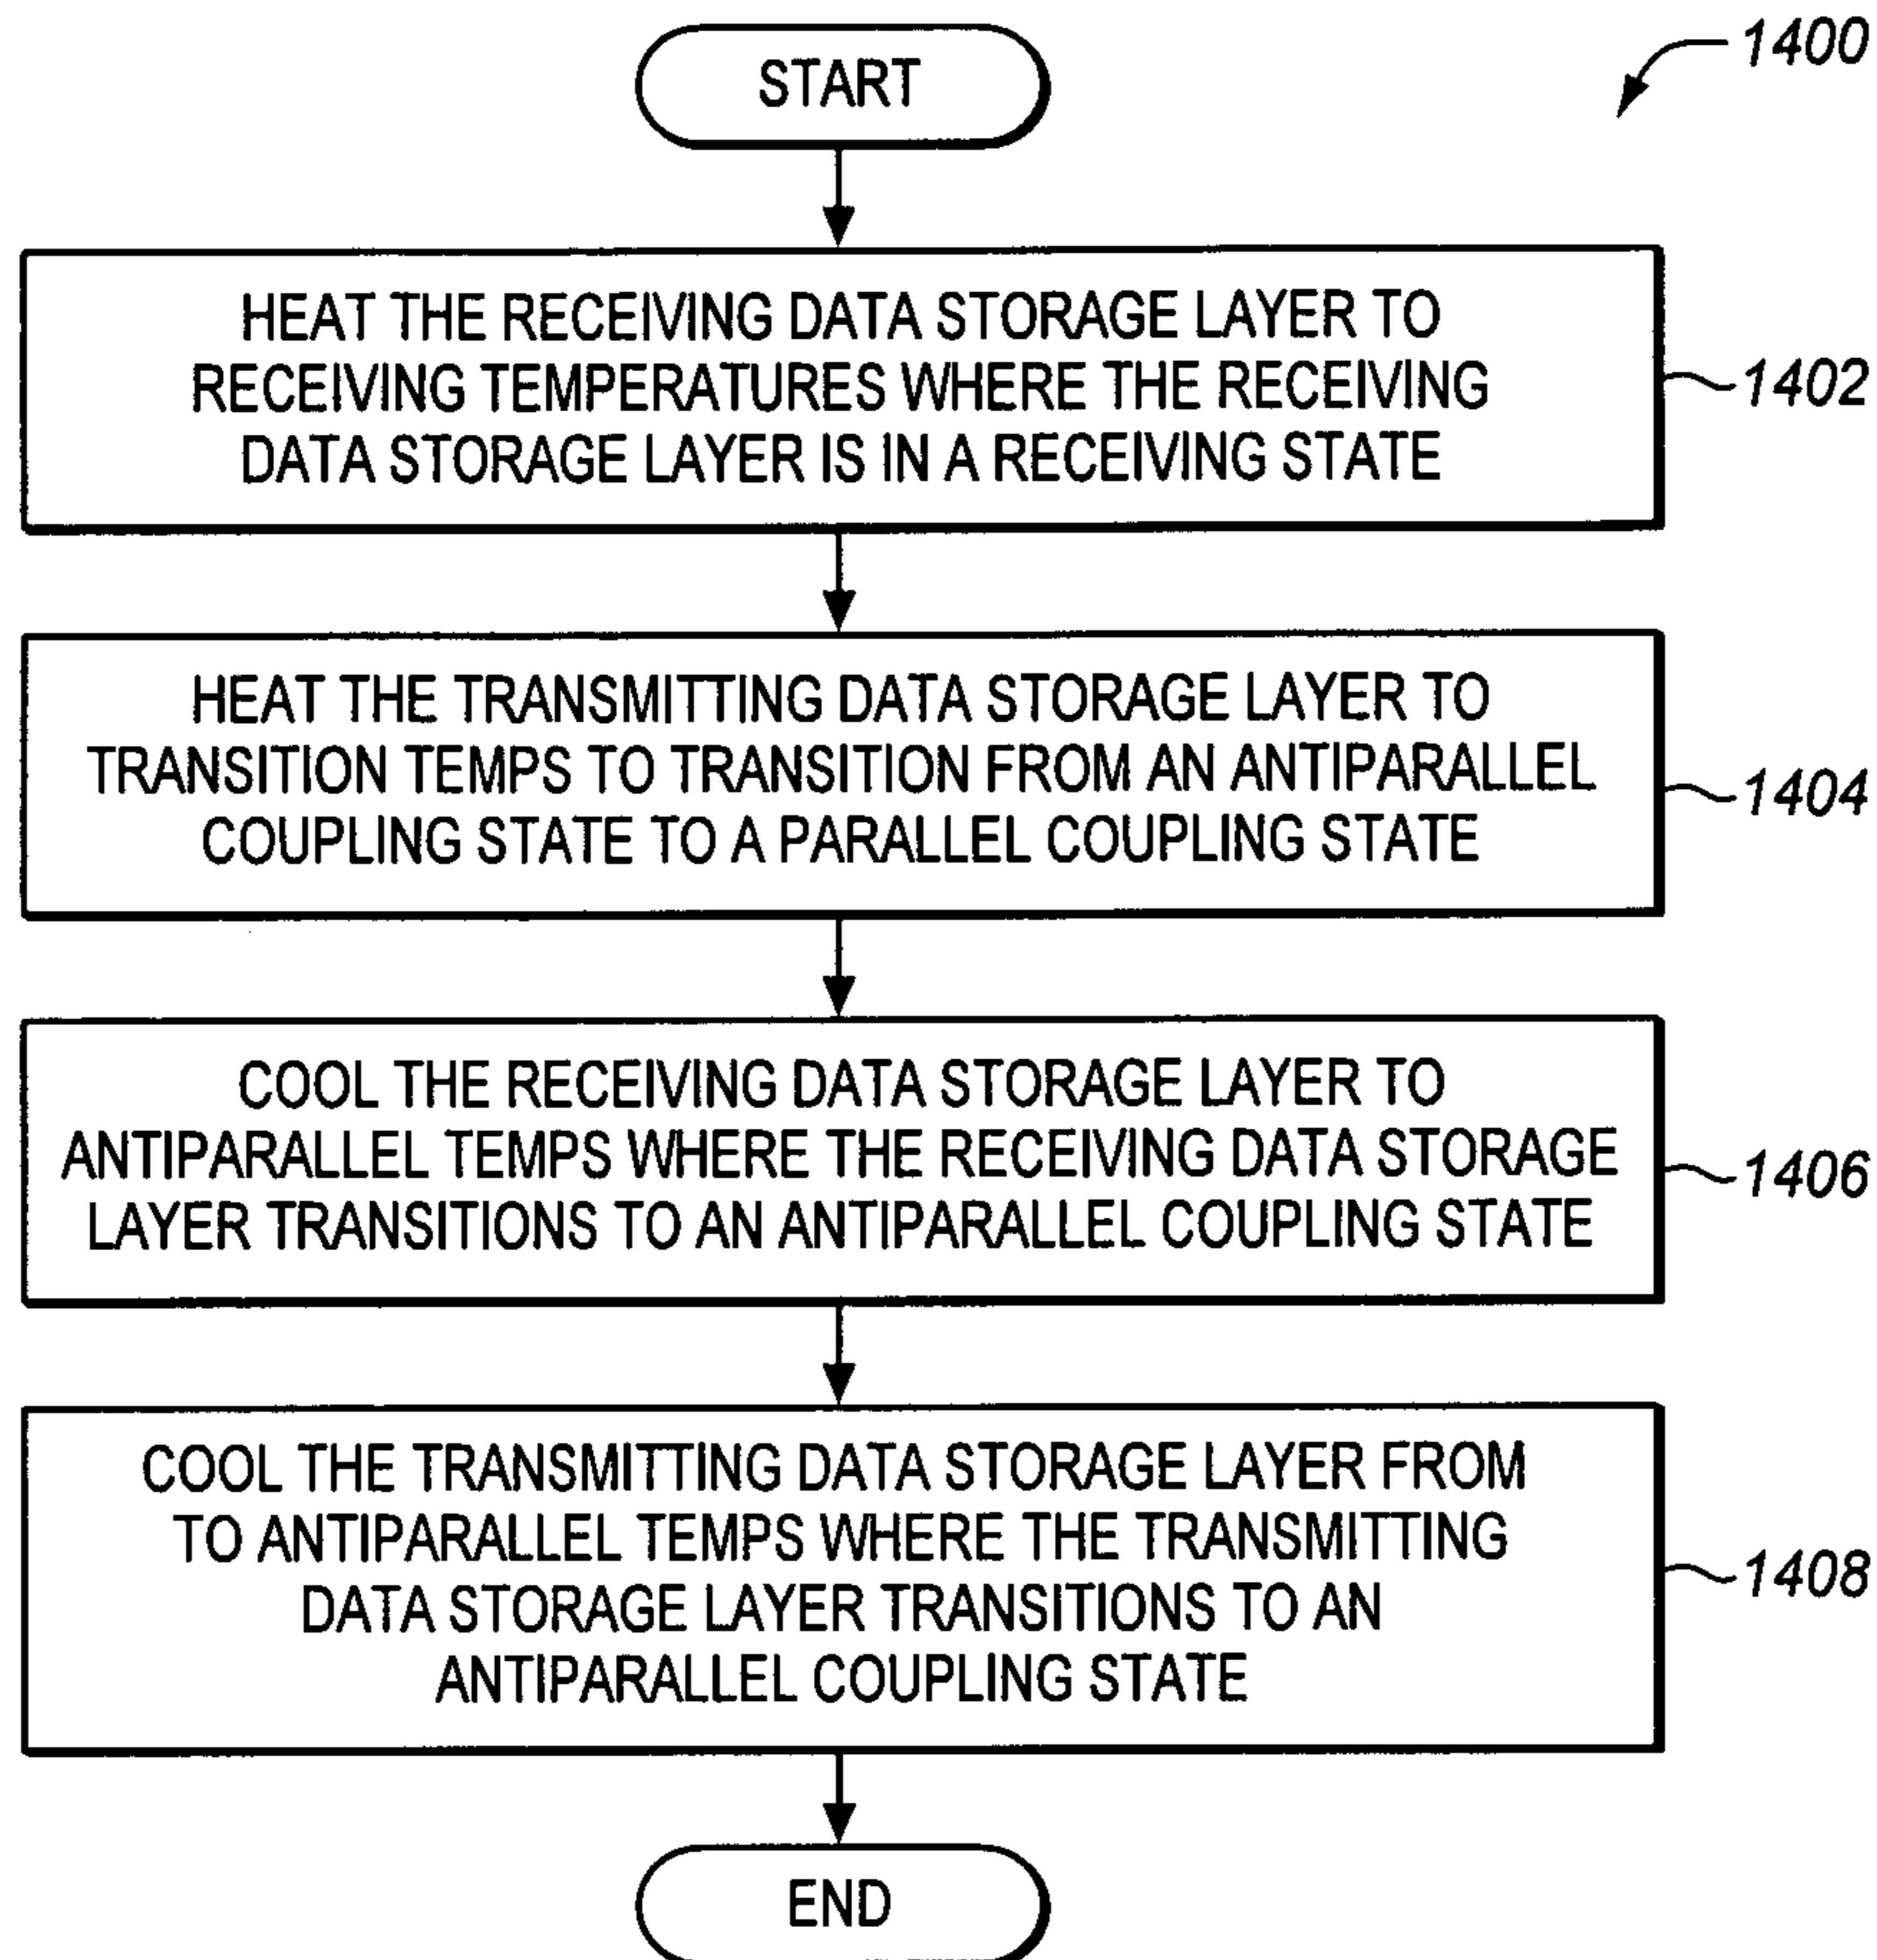 1400
START
HEAT THE RECEIVING DATA STORAGE LAYER TO
RECEIVING TEMPERATURES WHERE THE RECEIVING
DATA STORAGE LAYER IS IN A RECEIVING STATE
1402
HEAT THE TRANSMITTING DATA STORAGE LAYER TO
TRANSITION TEMPS TO TRANSITION FROM AN ANTIPARALLEL
COUPLING STATE TO A PARALLEL COUPLING STATE
1404
COOL THE RECEIVING DATA STORAGE LAYER TO
ANTIPARALLEL TEMPS WHERE THE RECEIVING DATA STORAGE
LAYER TRANSITIONS TO AN ANTIPARALLEL COUPLING STATE
1406
COOL THE TRANSMITTING DATA STORAGE LAYER FROM
TO ANTIPARALLEL TEMPS WHERE THE TRANSMITTING
DATA STORAGE LAYER TRANSITIONS TO AN
ANTIPARALLEL COUPLING STATE
1408
END